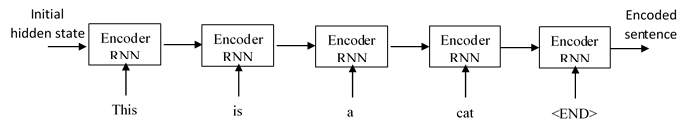 Initial
hidden state
Encoder
RNN
Encoder
RNN
Encoder
RNN
Encoder
RNN
Encoder
RNN
Encoded
sentence
This
is
a
cat
<END>